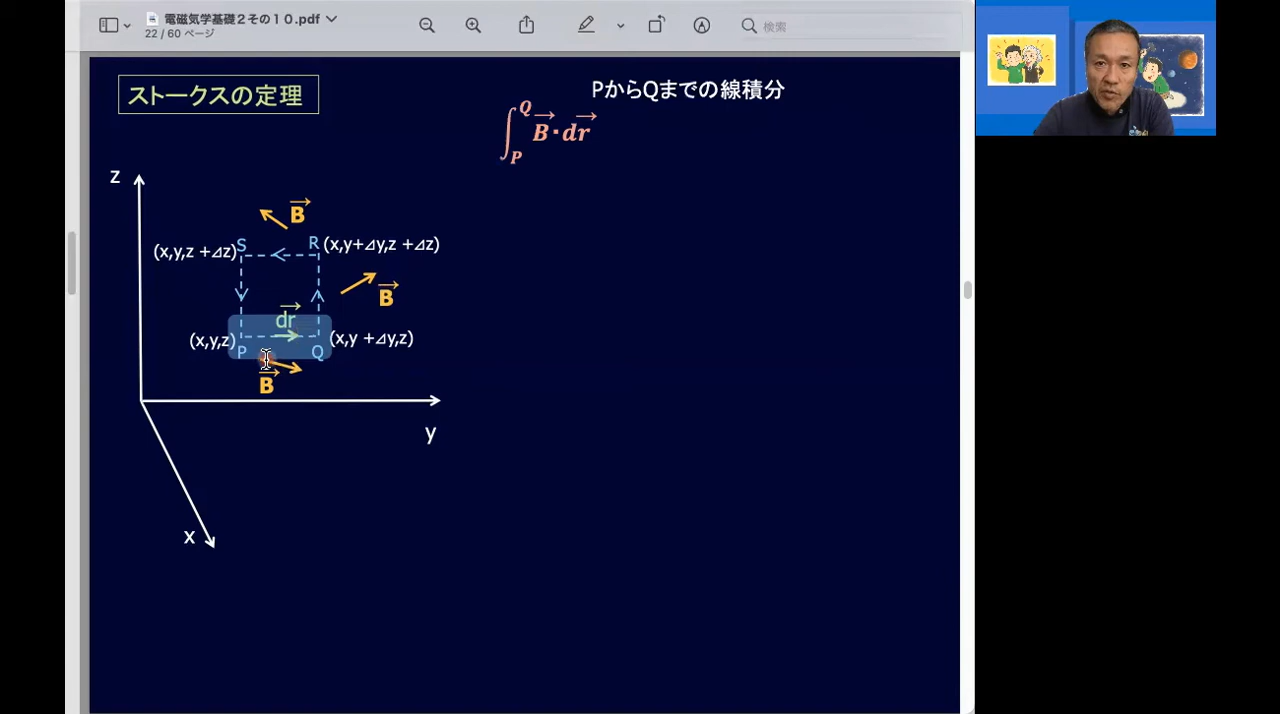 電磁気学基礎２その１０.pdf
22 / 60 ページ
検索
ストークスの定理
PからQまでの線積分
∫_P^Q B⃗・dr⃗
z
B⃗
(x,y,z +⊿z) S R (x,y+⊿y,z +⊿z)
B⃗
dr⃗
(x,y,z) (x,y +⊿y,z)
P Q
B⃗
y
x